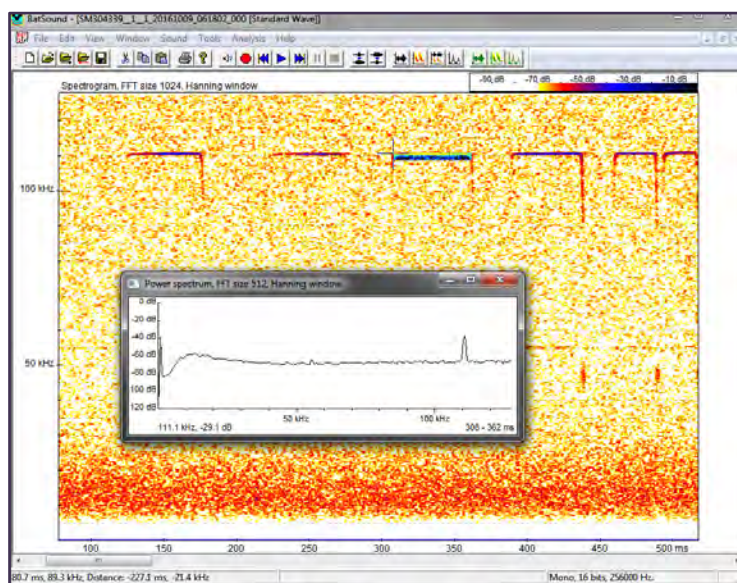 BatSound - [SM304339__1__1_20161009_061802_000 [Standard Wave]]
File Edit View Window Sound Tools Analysis Help
Spectrogram, FFT size 1024, Hanning window
-90 dB .. -70 dB .. -50 dB .. -30 dB .. -10 dB
100 kHz
Power spectrum, FFT size 512, Hanning window
0 dB
-20 dB
-40 dB
-60 dB
-80 dB
100 dB
120 dB
50 kHz 100 kHz
111.1 kHz, -29.1 dB 308 - 362 ms
50 kHz
100 150 200 250 300 350 400 450 500 ms
80.7 ms, 89.3 kHz, Distance: -227.1 ms, -21.4 kHz Mono, 16 bits, 256000 Hz